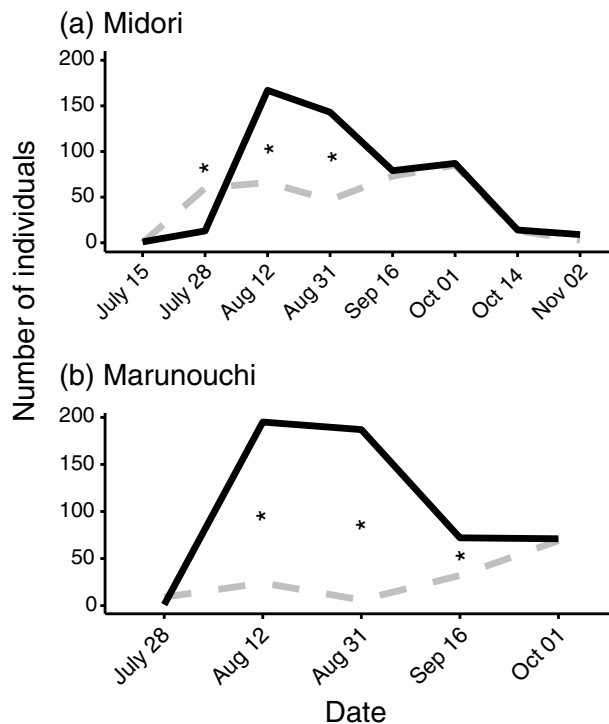 (a) Midori
200
150
100
50
0
*
*
*
July 15
July 28
Aug 12
Aug 31
Sep 16
Oct 01
Oct 14
Nov 02
Number of individuals
(b) Marunouchi
200
150
100
50
0
*
*
*
July 28
Aug 12
Aug 31
Sep 16
Oct 01
Date